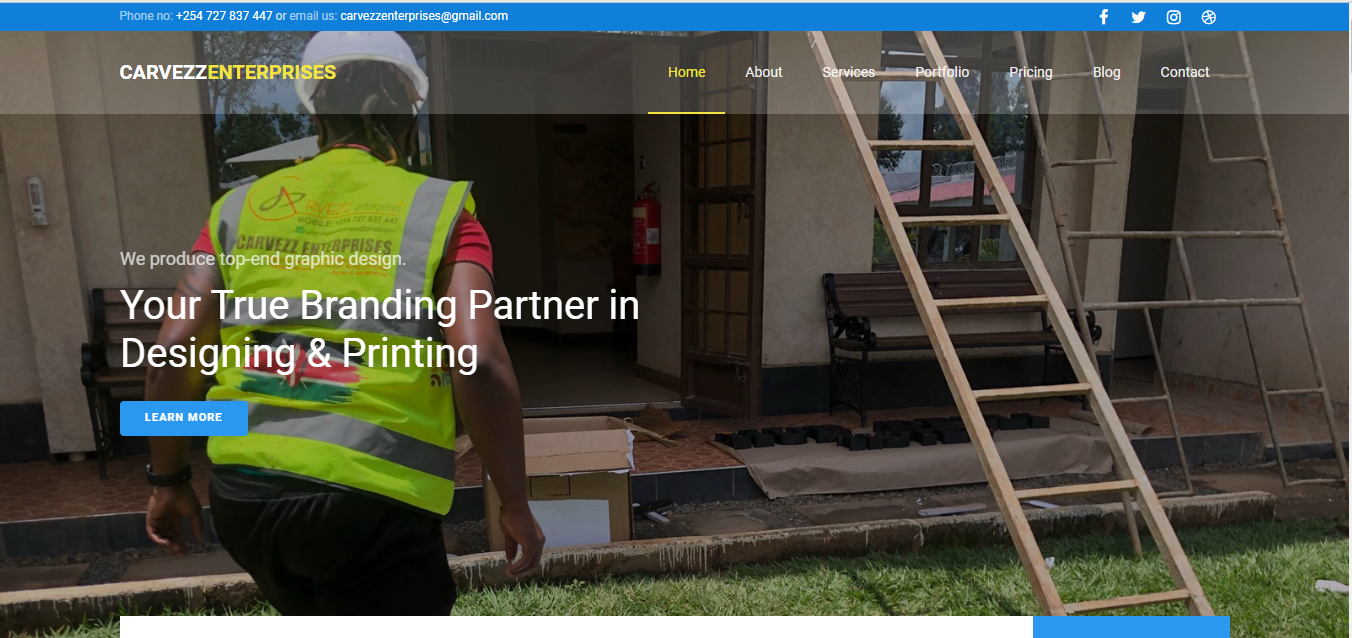 Phone no: +254 727 837 447 or email us: carvezzenterprises@gmail.com
CARVEZZENTERPRISES
Home About Services Portfolio Pricing Blog Contact
enterprises
MOBILE: +254 727 837 447
CARVEZZ ENTERPRISES
We produce top-end graphic design.
Your True Branding Partner in
Designing & Printing
LEARN MORE